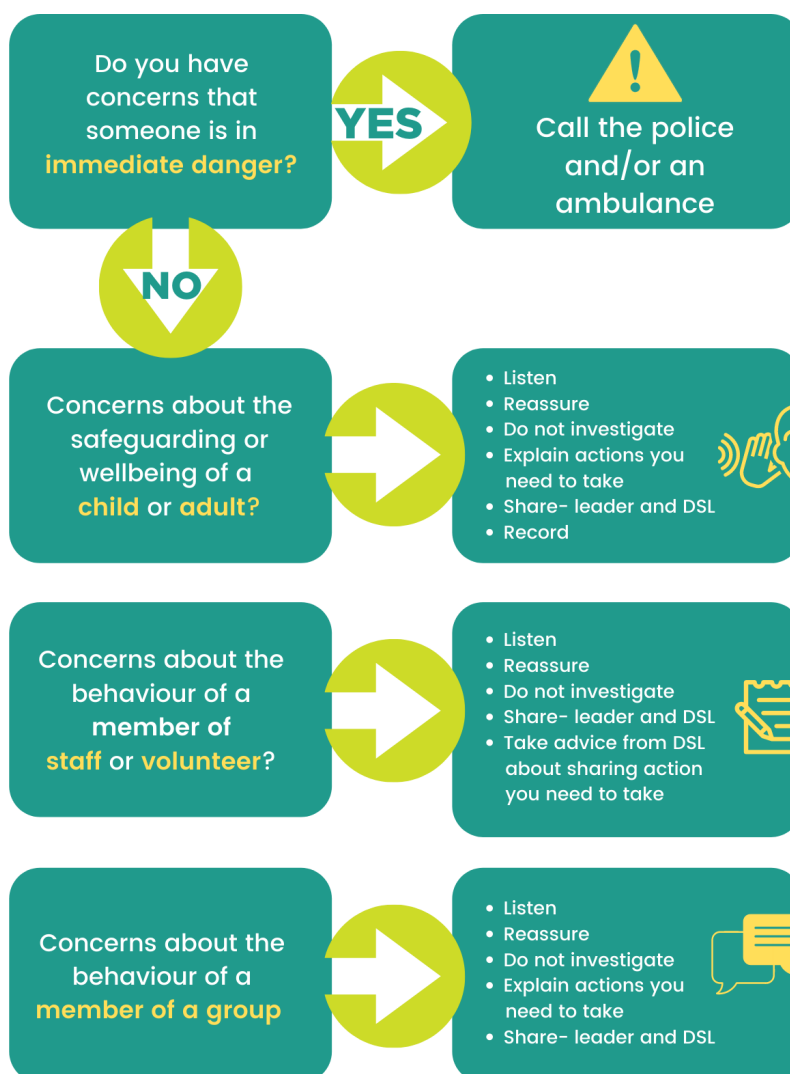 Do you have
concerns that
someone is in
immediate danger?
YES
!
Call the police
and/or an
ambulance
NO
Concerns about the
safeguarding or
wellbeing of a
child or adult?
• Listen
• Reassure
• Do not investigate
• Explain actions you
need to take
• Share- leader and DSL
• Record
Concerns about the
behaviour of a
member of
staff or volunteer?
• Listen
• Reassure
• Do not investigate
• Share- leader and DSL
• Take advice from DSL
about sharing action
you need to take
Concerns about the
behaviour of a
member of a group
• Listen
• Reassure
• Do not investigate
• Explain actions you
need to take
• Share- leader and DSL